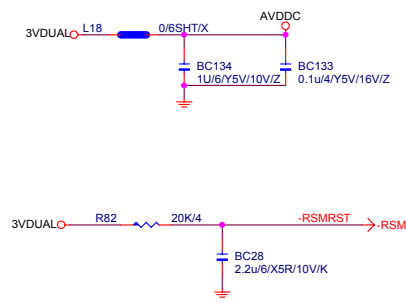 AVDDC
3VDUAL L18 0/6SHT/X
BC134
1U/6/Y5V/10V/Z
BC133
0.1u/4/Y5V/16V/Z
3VDUAL R82 20K/4 -RSMRST -RSM
BC28
2.2u/6/X5R/10V/K